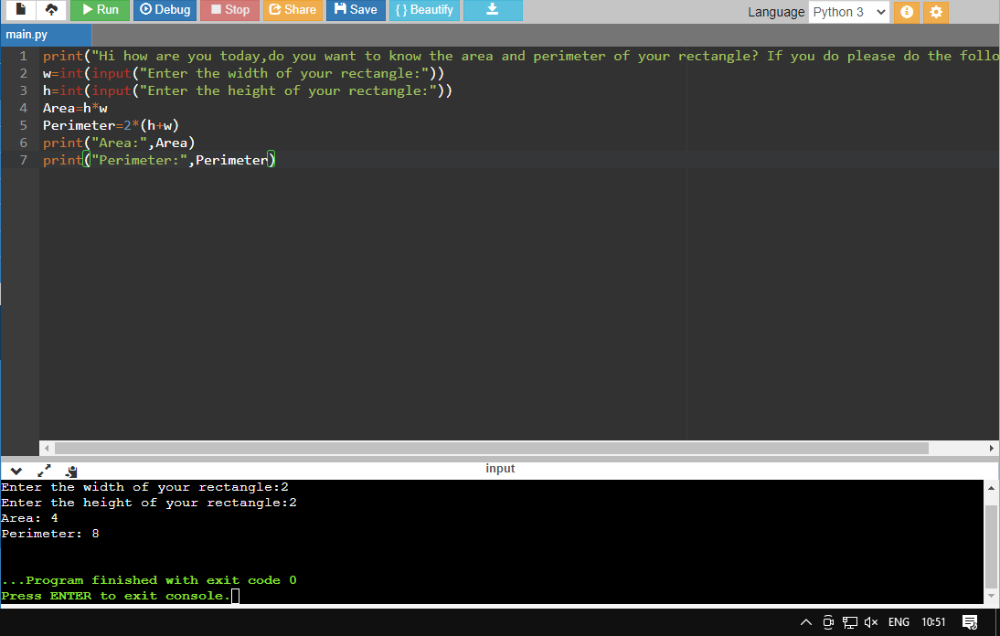 Run Debug Stop Share Save { } Beautify Language Python 3
main.py
1 print("Hi how are you today,do you want to know the area and perimeter of your rectangle? If you do please do the follo
2 w=int(input("Enter the width of your rectangle:"))
3 h=int(input("Enter the height of your rectangle:"))
4 Area=h*w
5 Perimeter=2*(h+w)
6 print("Area:",Area)
7 print("Perimeter:",Perimeter)
input
Enter the width of your rectangle:2
Enter the height of your rectangle:2
Area: 4
Perimeter: 8
...Program finished with exit code 0
Press ENTER to exit console.
ENG 10:51